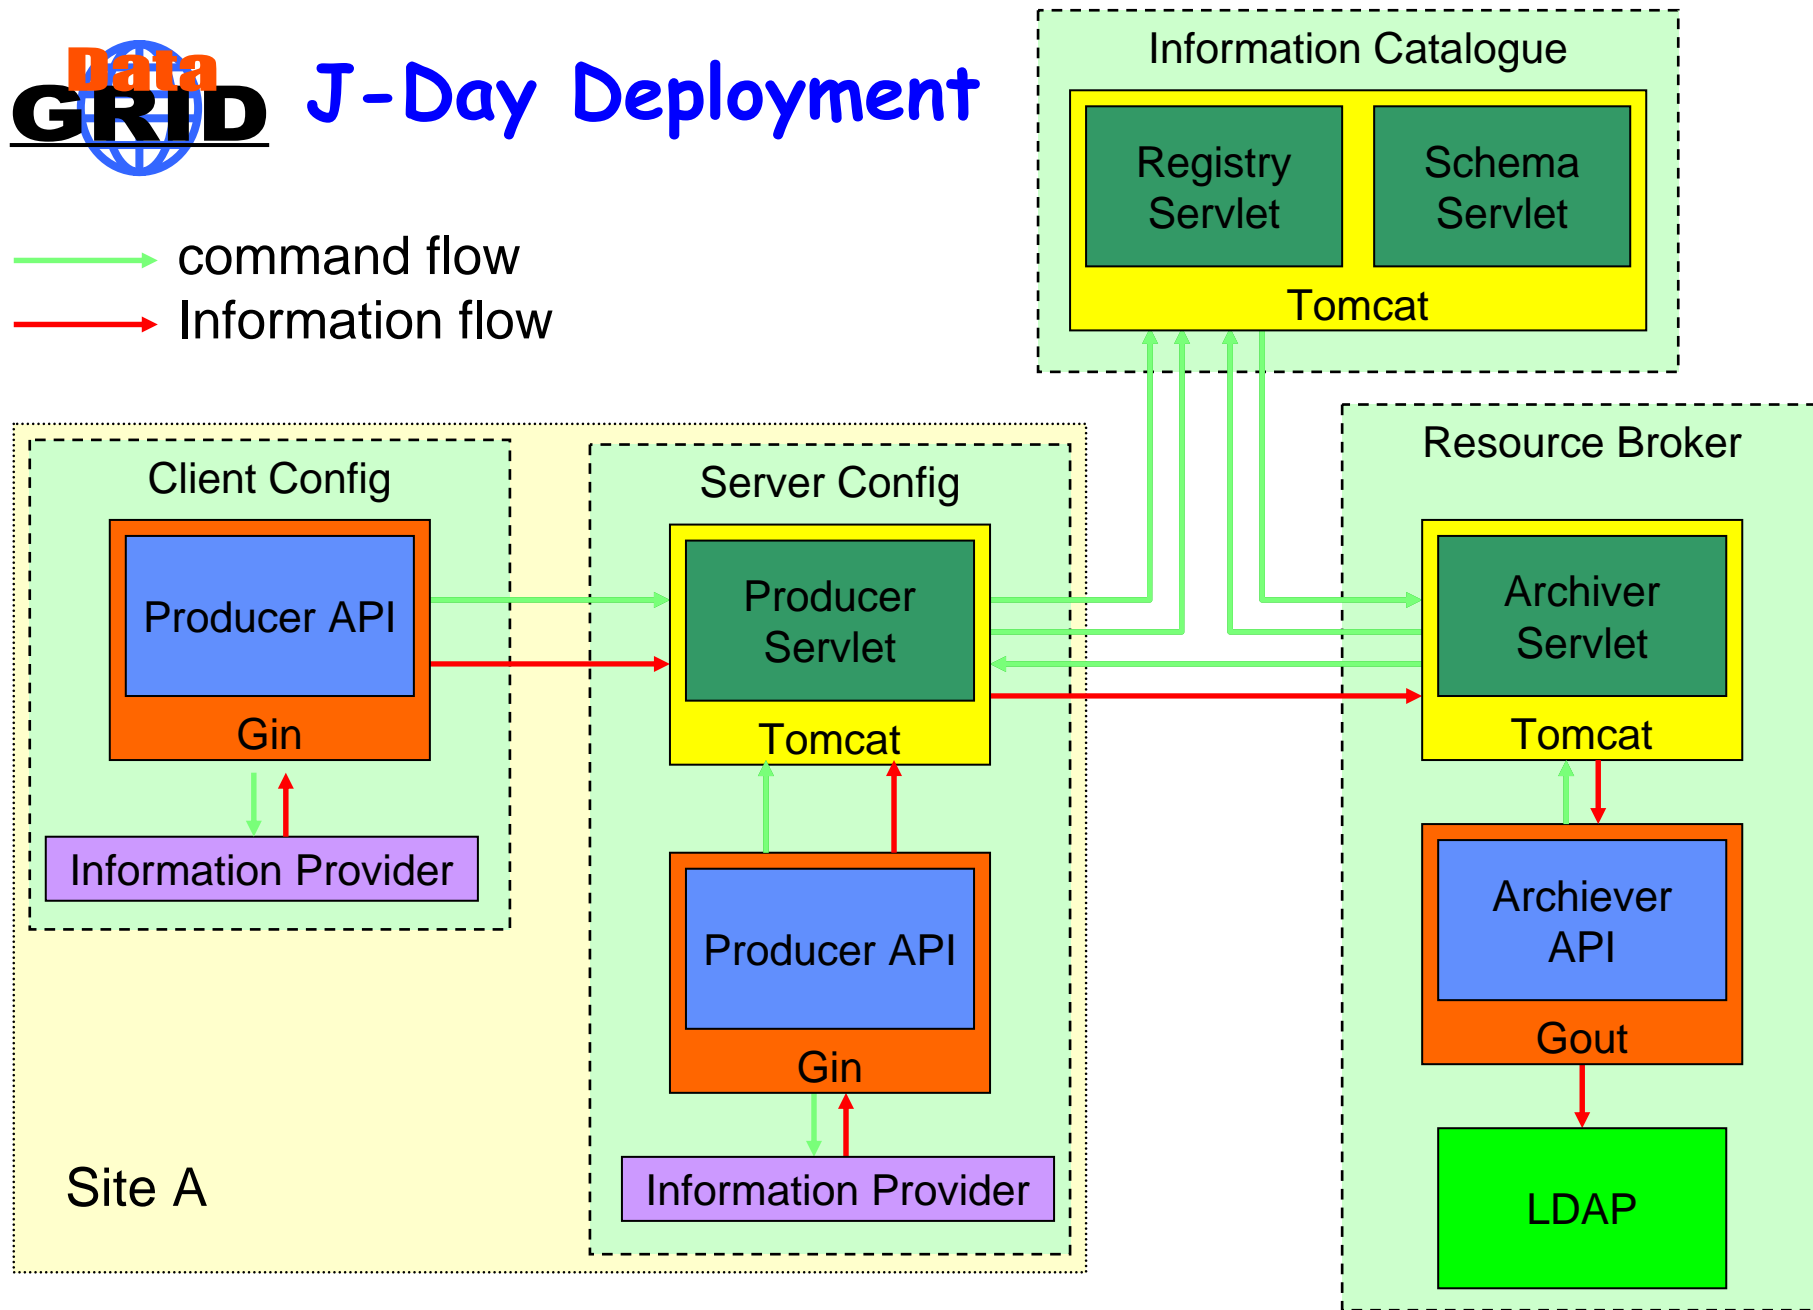 Data
GRID
J-Day Deployment
command flow
Information flow
Information Catalogue
Registry
Servlet
Schema
Servlet
Tomcat
Site A
Client Config
Producer API
Gin
Information Provider
Server Config
Producer
Servlet
Tomcat
Producer API
Gin
Information Provider
Resource Broker
Archiver
Servlet
Tomcat
Archiever
API
Gout
LDAP